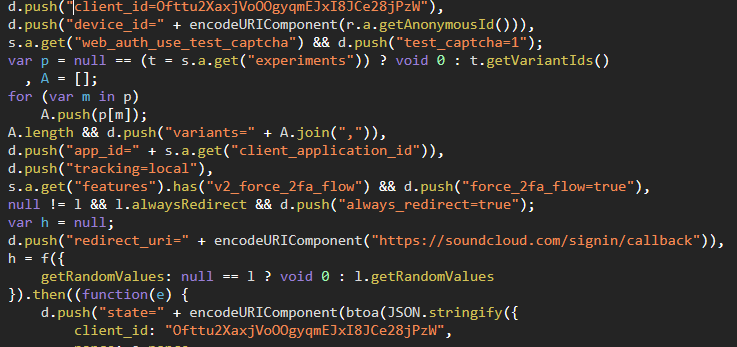 d.push("client_id=Ofttu2XaxjVoOOgyqmEJxI8JCe28jPzW"),
d.push("device_id=" + encodeURIComponent(r.a.getAnonymousId())),
s.a.get("web_auth_use_test_captcha") && d.push("test_captcha=1");
var p = null == (t = s.a.get("experiments")) ? void 0 : t.getVariantIds()
, A = [];
for (var m in p)
A.push(p[m]);
A.length && d.push("variants=" + A.join(",")),
d.push("app_id=" + s.a.get("client_application_id")),
d.push("tracking=local"),
s.a.get("features").has("v2_force_2fa_flow") && d.push("force_2fa_flow=true"),
null != l && l.alwaysRedirect && d.push("always_redirect=true");
var h = null;
d.push("redirect_uri=" + encodeURIComponent("https://soundcloud.com/signin/callback")),
h = f({
getRandomValues: null == l ? void 0 : l.getRandomValues
}).then((function(e) {
d.push("state=" + encodeURIComponent(btoa(JSON.stringify({
client_id: "Ofttu2XaxjVoOOgyqmEJxI8JCe28jPzW",